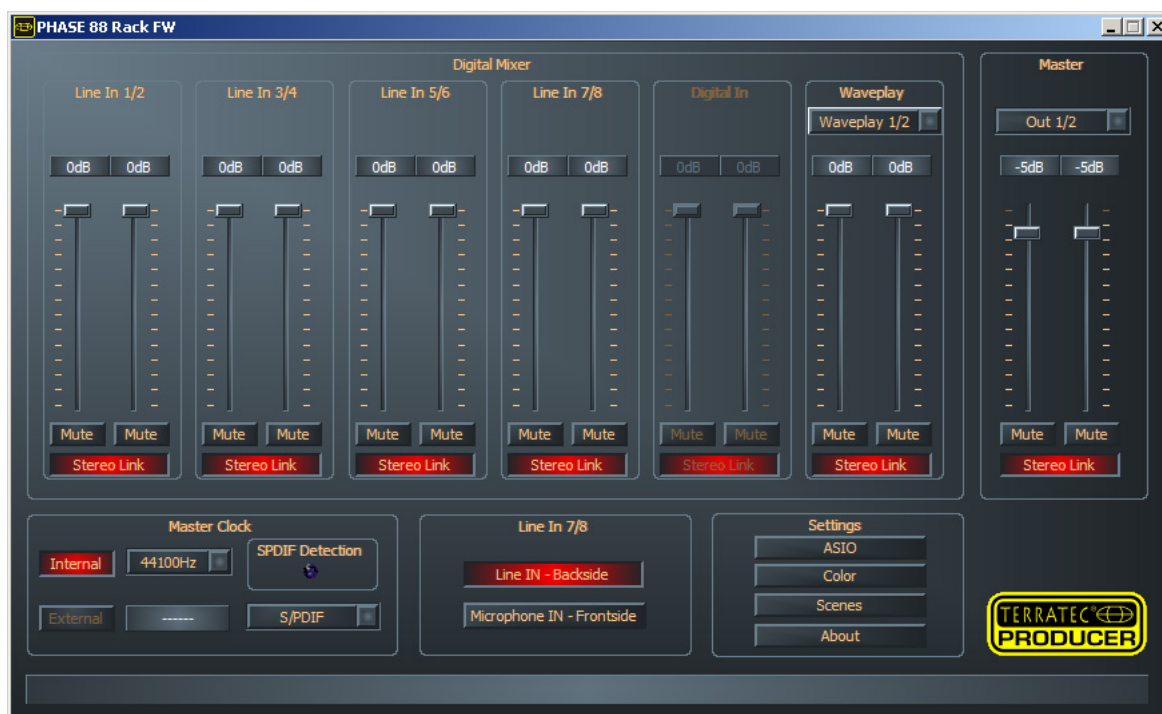 PHASE 88 Rack FW
Digital Mixer
Master
Line In 1/2
Line In 3/4
Line In 5/6
Line In 7/8
Digital In
Waveplay
Waveplay 1/2
Out 1/2
0dB 0dB
0dB 0dB
0dB 0dB
0dB 0dB
0dB 0dB
0dB 0dB
-5dB -5dB
Mute Mute
Mute Mute
Mute Mute
Mute Mute
Mute Mute
Mute Mute
Mute Mute
Stereo Link
Stereo Link
Stereo Link
Stereo Link
Stereo Link
Stereo Link
Stereo Link
Master Clock
Internal
44100Hz
SPDIF Detection
External
------
S/PDIF
Line In 7/8
Line IN - Backside
Microphone IN - Frontside
Settings
ASIO
Color
Scenes
About
TERRATEC®
PRODUCER